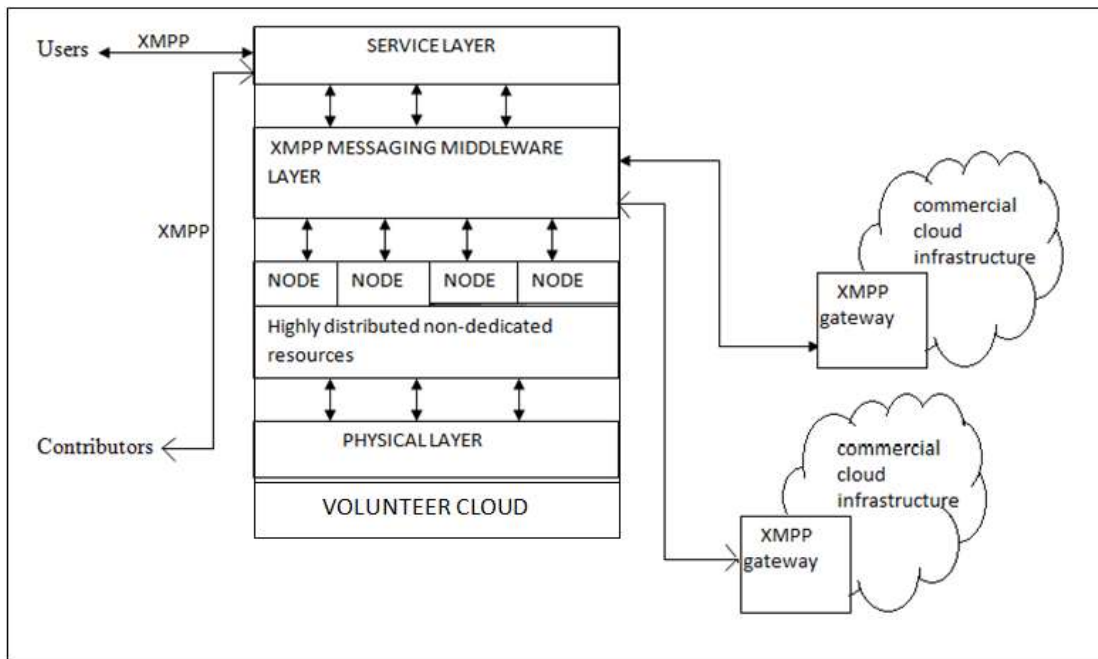 Users
XMPP
SERVICE LAYER
XMPP MESSAGING MIDDLEWARE
LAYER
XMPP
NODE NODE NODE NODE
Highly distributed non-dedicated
resources
Contributors
PHYSICAL LAYER
VOLUNTEER CLOUD
commercial
cloud
infrastructure
XMPP
gateway
commercial
cloud
infrastructure
XMPP
gateway